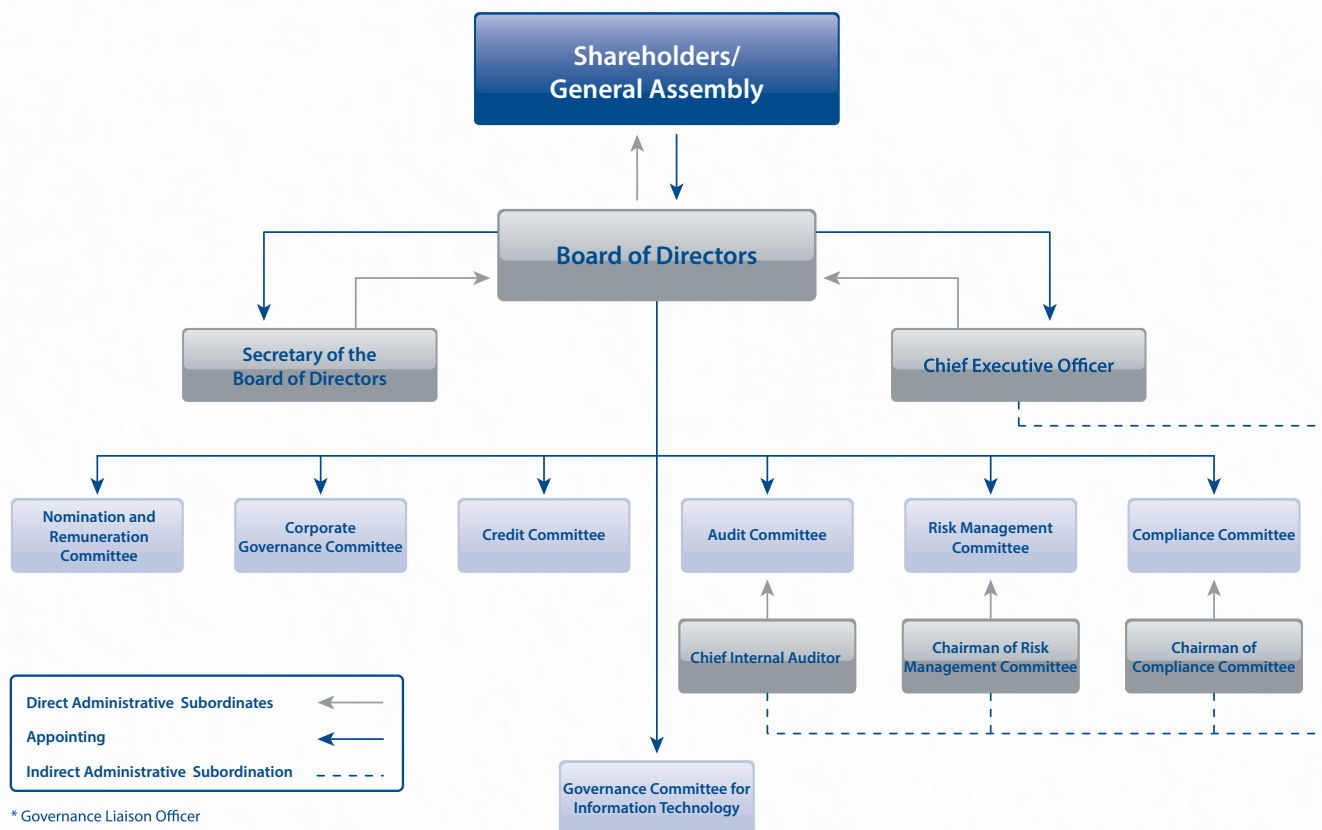 Shareholders/
General Assembly
Board of Directors
Secretary of the
Board of Directors
Chief Executive Officer
Nomination and
Remuneration
Committee
Corporate
Governance Committee
Credit Committee
Audit Committee
Risk Management
Committee
Compliance Committee
Chief Internal Auditor
Chairman of Risk
Management Committee
Chairman of
Compliance Committee
Direct Administrative Subordinates
Appointing
Indirect Administrative Subordination
Governance Committee for
Information Technology
* Governance Liaison Officer